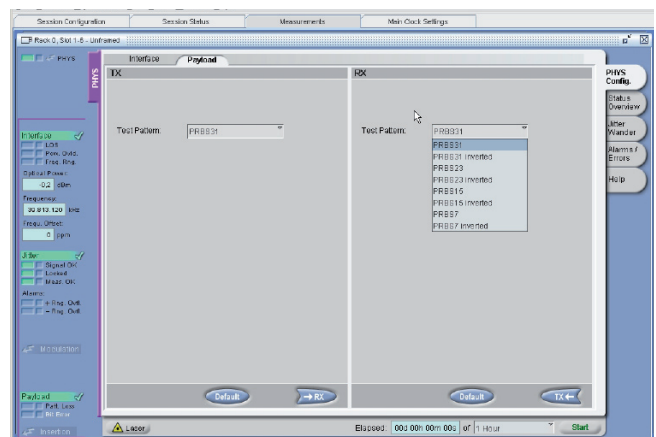 Session Configuration
Session Status
Measurements
Main Clock Settings
Rack 0, Slot 1-5 - Unframed
PHYS
PHYS
Interface
Payload
TX
RX
PHYS Config.
Status Overview
Jitter Wander
Alarms / Errors
Help
Test Pattern:
PRBS31
Test Pattern:
PRBS31
PRBS31
PRBS31 inverted
PRBS23
PRBS23 inverted
PRBS15
PRBS15 inverted
PRBS7
PRBS7 inverted
Interface
LOS
Pow. Ovld.
Freq. Rng.
Optical Power:
-0,2 dBm
Frequency:
kHz
Frequ. Offset:
0 ppm
Jitter
Signal OK
Locked
Meas. OK
Alarms:
+ Rng. Ovfl.
- Rng. Ovfl.
Modulation
Payload
Patt. Loss
Bit Error
Insertion
Default
→ RX
Default
TX ←
Laser
Elapsed: 00d 00h 00m 00s of 1 Hour
Start